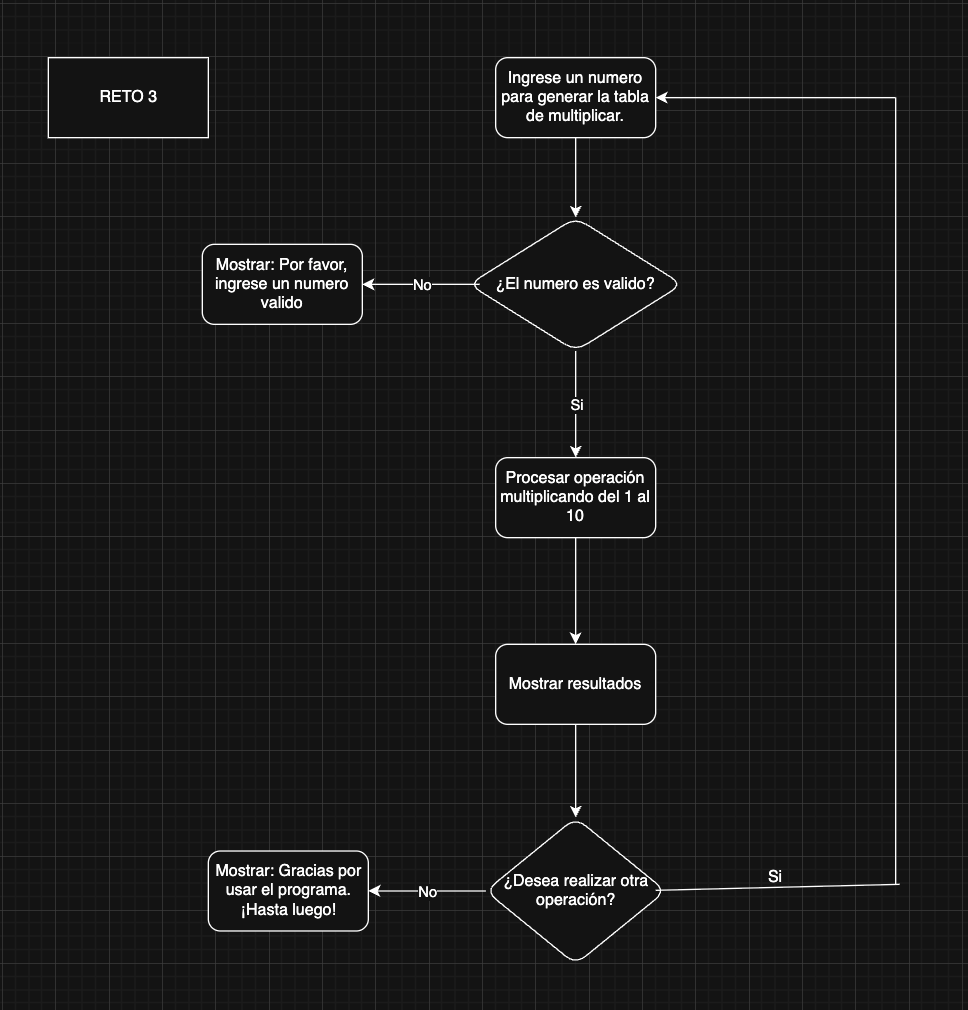 RETO 3
Ingrese un numero
para generar la tabla
de multiplicar.
Mostrar: Por favor,
ingrese un numero
valido
No
¿El numero es valido?
Si
Procesar operación
multiplicando del 1 al
10
Mostrar resultados
Mostrar: Gracias por
usar el programa.
¡Hasta luego!
No
¿Desea realizar otra
operación?
Si